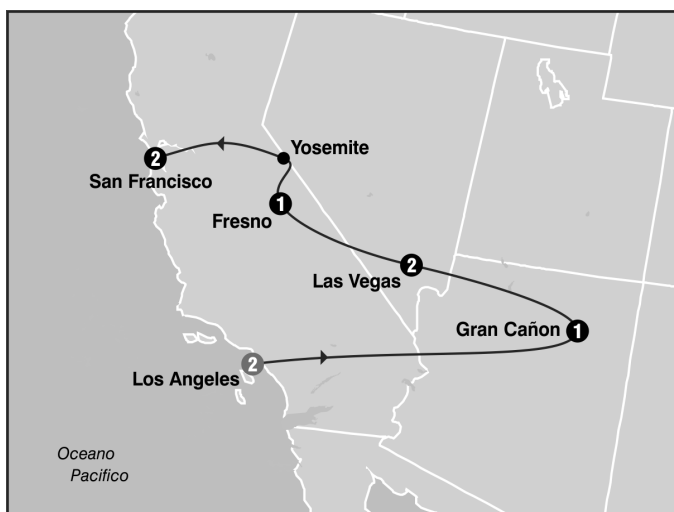 Yosemite
2
San Francisco
1
Fresno
2
Las Vegas
Gran Cañon
1
2
Los Angeles
Oceano
Pacifico